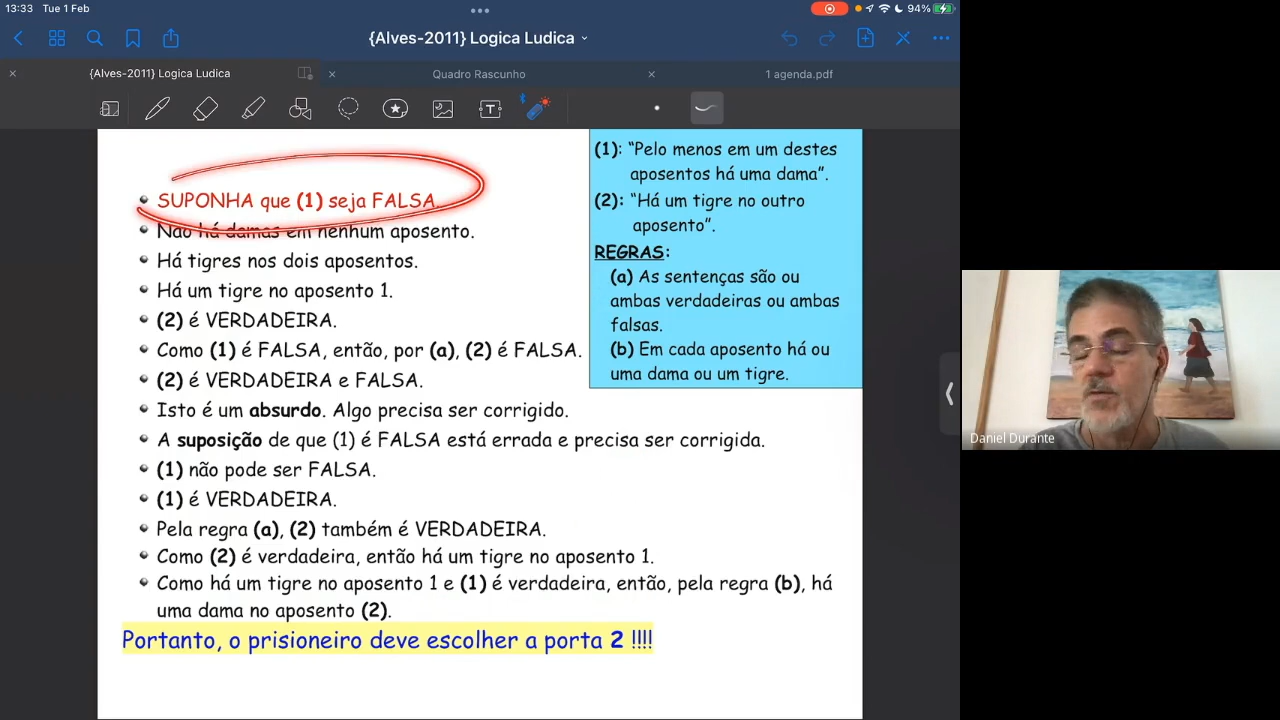 13:33 Tue 1 Feb
94%
{Alves-2011} Logica Ludica
{Alves-2011} Logica Ludica
Quadro Rascunho
1 agenda.pdf
SUPONHA que (1) seja FALSA.
Não há damas em nenhum aposento.
Há tigres nos dois aposentos.
Há um tigre no aposento 1.
(2) é VERDADEIRA.
Como (1) é FALSA, então, por (a), (2) é FALSA.
(2) é VERDADEIRA e FALSA.
Isto é um absurdo. Algo precisa ser corrigido.
A suposição de que (1) é FALSA está errada e precisa ser corrigida.
(1) não pode ser FALSA.
(1) é VERDADEIRA.
Pela regra (a), (2) também é VERDADEIRA.
Como (2) é verdadeira, então há um tigre no aposento 1.
Como há um tigre no aposento 1 e (1) é verdadeira, então, pela regra (b), há
uma dama no aposento (2).
Portanto, o prisioneiro deve escolher a porta 2 !!!!
(1): “Pelo menos em um destes
aposentos há uma dama”.
(2): “Há um tigre no outro
aposento”.
REGRAS:
(a) As sentenças são ou
ambas verdadeiras ou ambas
falsas.
(b) Em cada aposento há ou
uma dama ou um tigre.
Daniel Durante